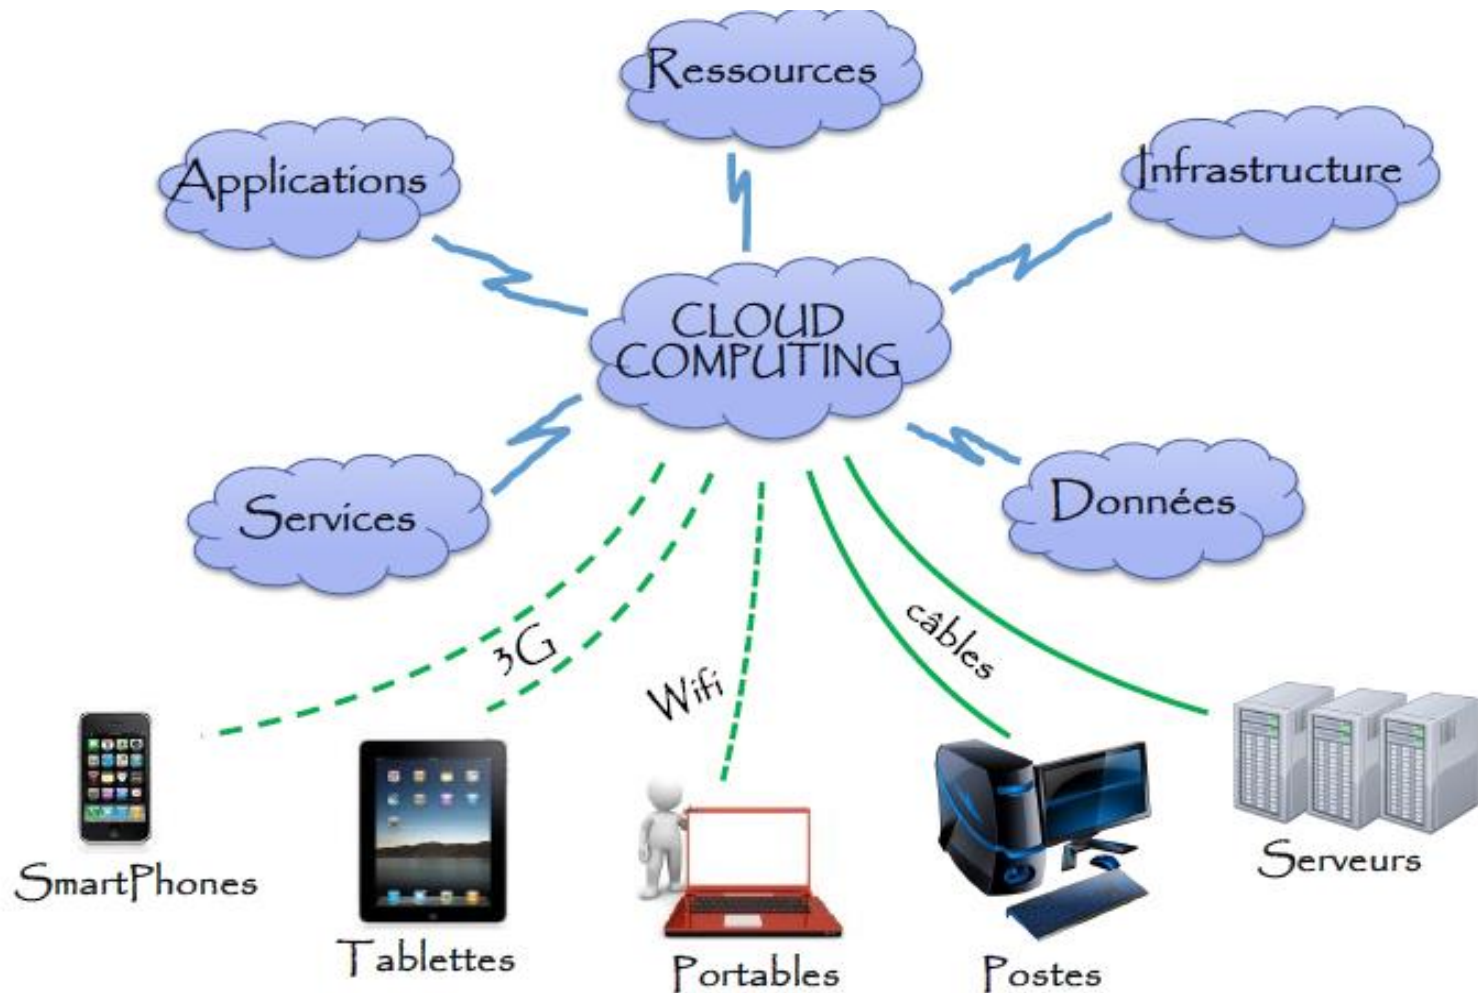 Ressources
Applications
Infrastructure
CLOUD
COMPUTING
Services
Données
3G
Wifi
câbles
SmartPhones
Tablettes
Portables
Postes
Serveurs